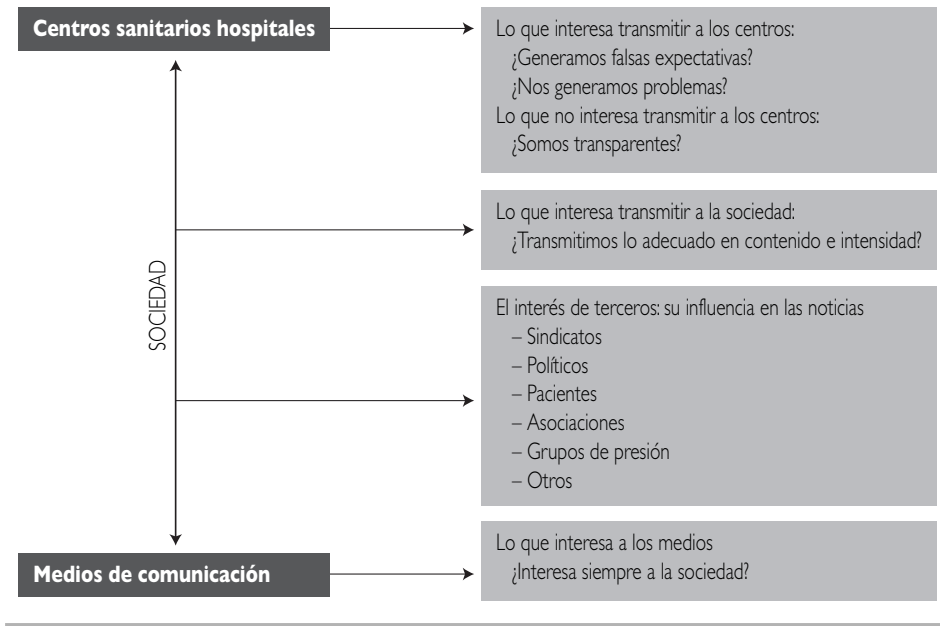 Centros sanitarios hospitales
Lo que interesa transmitir a los centros:
¿Generamos falsas expectativas?
¿Nos generamos problemas?
Lo que no interesa transmitir a los centros:
¿Somos transparentes?
Lo que interesa transmitir a la sociedad:
¿Transmitimos lo adecuado en contenido e intensidad?
SOCIEDAD
El interés de terceros: su influencia en las noticias
– Sindicatos
– Políticos
– Pacientes
– Asociaciones
– Grupos de presión
– Otros
Medios de comunicación
Lo que interesa a los medios
¿Interesa siempre a la sociedad?